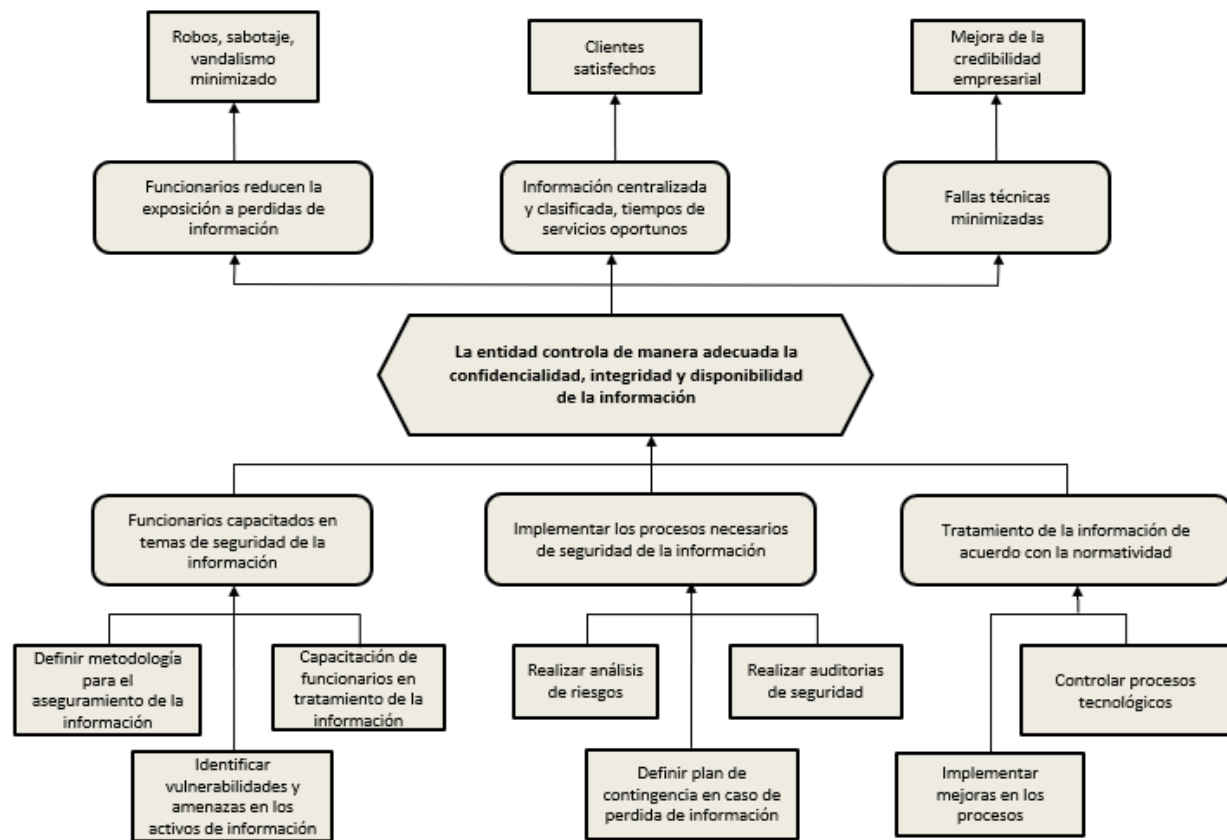 Robos, sabotaje,
vandalismo
minimizado
Clientes
satisfechos
Mejora de la
credibilidad
empresarial
Funcionarios reducen la
exposición a perdidas de
información
Información centralizada
y clasificada, tiempos de
servicios oportunos
Fallas técnicas
minimizadas
La entidad controla de manera adecuada la
confidencialidad, integridad y disponibilidad
de la información
Funcionarios capacitados en
temas de seguridad de la
información
Implementar los procesos necesarios
de seguridad de la información
Tratamiento de la información de
acuerdo con la normatividad
Definir metodología
para el
aseguramiento de la
información
Capacitación de
funcionarios en
tratamiento de la
información
Realizar análisis
de riesgos
Realizar auditorias
de seguridad
Controlar procesos
tecnológicos
Identificar
vulnerabilidades y
amenazas en los
activos de información
Definir plan de
contingencia en caso de
perdida de información
Implementar
mejoras en los
procesos